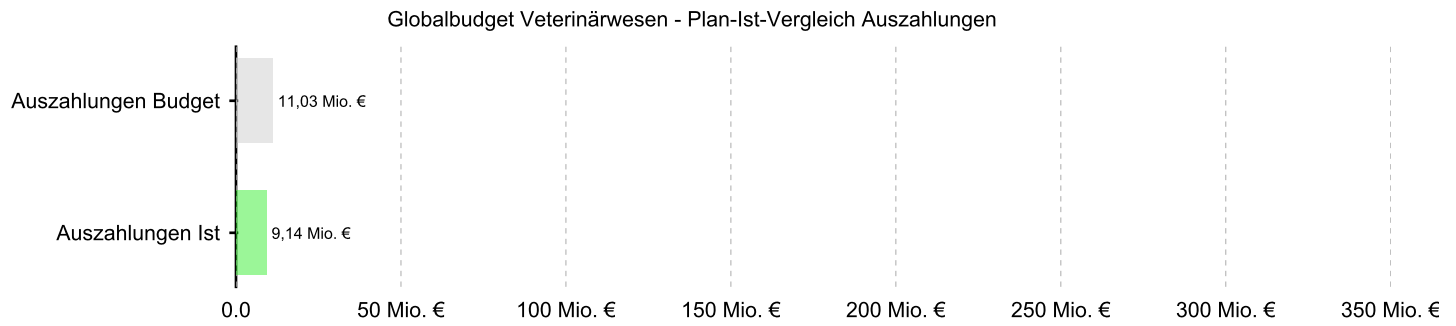 Globalbudget Veterinärwesen - Plan-Ist-Vergleich Auszahlungen
Auszahlungen Budget
11,03 Mio. €
Auszahlungen Ist
9,14 Mio. €
0.0
50 Mio. €
100 Mio. €
150 Mio. €
200 Mio. €
250 Mio. €
300 Mio. €
350 Mio. €